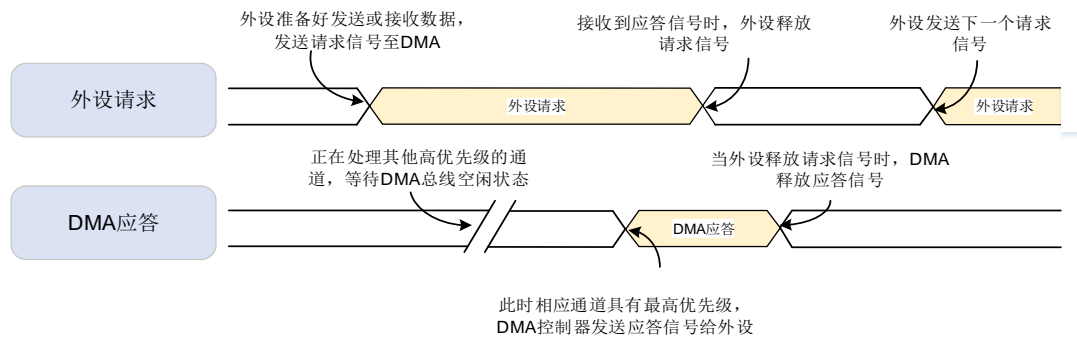 外设准备好发送或接收数据，
发送请求信号至DMA
接收到应答信号时，外设释放
请求信号
外设发送下一个请求
信号
外设请求
外设请求
外设请求
正在处理其他高优先级的通
道，等待DMA总线空闲状态
当外设释放请求信号时，DMA
释放应答信号
DMA应答
DMA应答
此时相应通道具有最高优先级，
DMA控制器发送应答信号给外设